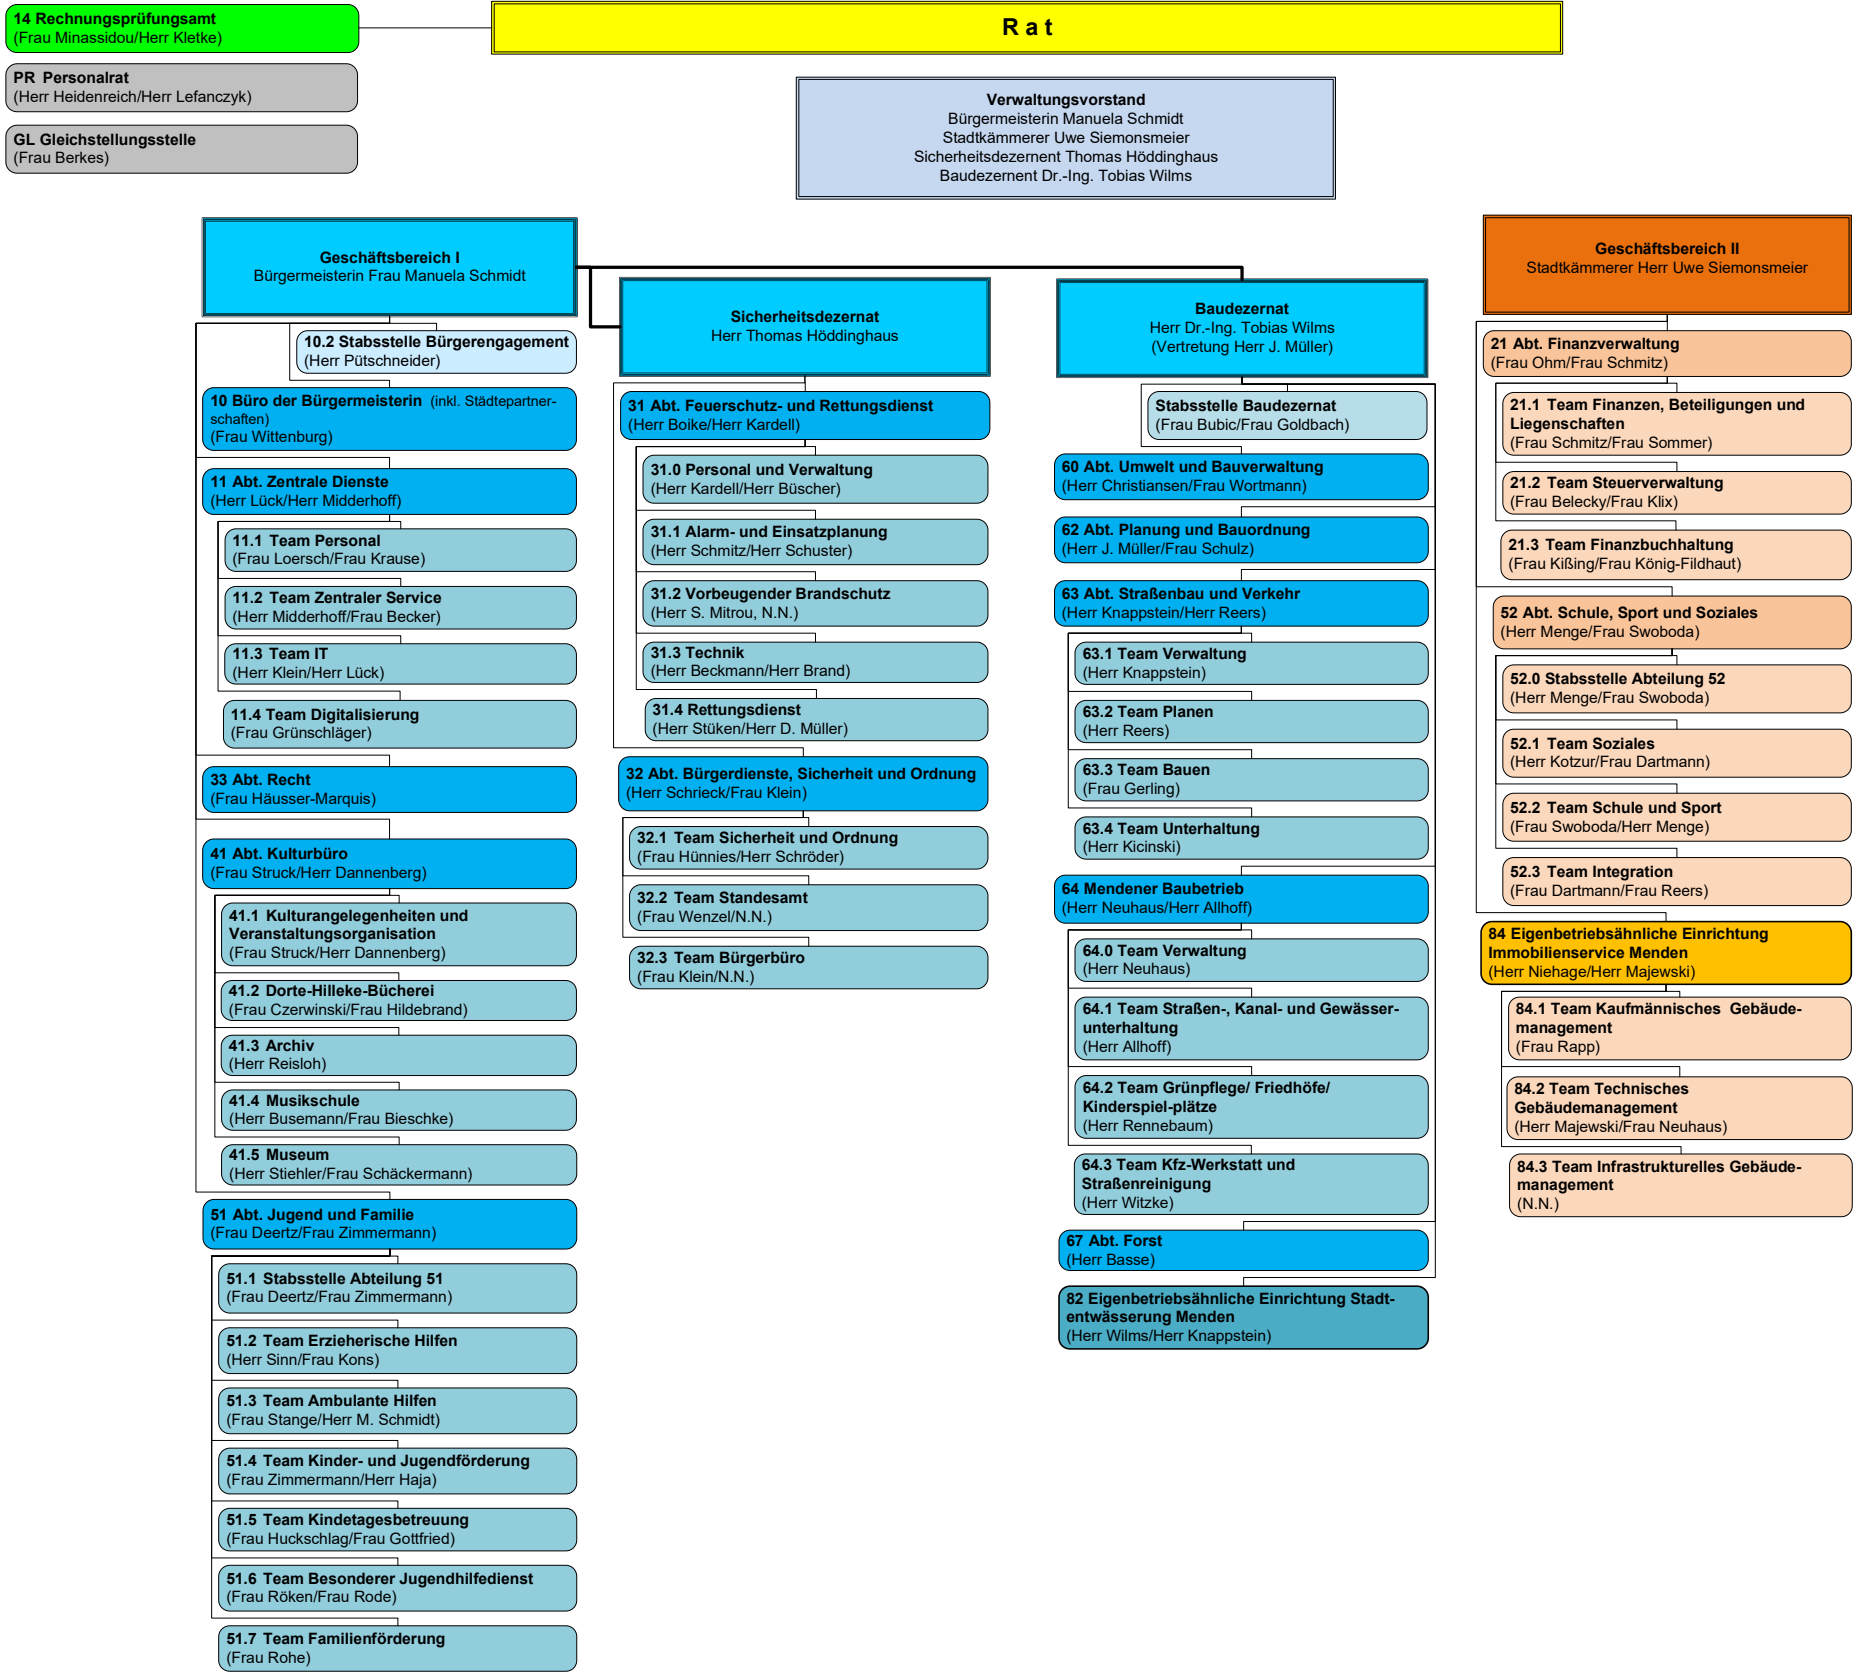 14 Rechnungsprüfungsamt
(Frau Minassidou/Herr Kletke)
R a t
PR Personalrat
(Herr Heidenreich/Herr Lefanczyk)
GL Gleichstellungsstelle
(Frau Berkes)
Verwaltungsvorstand
Bürgermeisterin Manuela Schmidt
Stadtkämmerer Uwe Siemonsmeier
Sicherheitsdezernent Thomas Höddinghaus
Baudezernent Dr.-Ing. Tobias Wilms
Geschäftsbereich I
Bürgermeisterin Frau Manuela Schmidt
10.2 Stabsstelle Bürgerengagement
(Herr Pütschneider)
10 Büro der Bürgermeisterin (inkl. Städtepartner-
schaften)
(Frau Wittenburg)
11 Abt. Zentrale Dienste
(Herr Lück/Herr Midderhoff)
11.1 Team Personal
(Frau Loersch/Frau Krause)
11.2 Team Zentraler Service
(Herr Midderhoff/Frau Becker)
11.3 Team IT
(Herr Klein/Herr Lück)
11.4 Team Digitalisierung
(Frau Grünschläger)
33 Abt. Recht
(Frau Häusser-Marquis)
41 Abt. Kulturbüro
(Frau Struck/Herr Dannenberg)
41.1 Kulturangelegenheiten und
Veranstaltungsorganisation
(Frau Struck/Herr Dannenberg)
41.2 Dorte-Hilleke-Bücherei
(Frau Czerwinski/Frau Hildebrand)
41.3 Archiv
(Herr Reisloh)
41.4 Musikschule
(Herr Busemann/Frau Bieschke)
41.5 Museum
(Herr Stiehler/Frau Schäckermann)
51 Abt. Jugend und Familie
(Frau Deertz/Frau Zimmermann)
51.1 Stabsstelle Abteilung 51
(Frau Deertz/Frau Zimmermann)
51.2 Team Erzieherische Hilfen
(Herr Sinn/Frau Kons)
51.3 Team Ambulante Hilfen
(Frau Stange/Herr M. Schmidt)
51.4 Team Kinder- und Jugendförderung
(Frau Zimmermann/Herr Haja)
51.5 Team Kindetagesbetreuung
(Frau Huckschlag/Frau Gottfried)
51.6 Team Besonderer Jugendhilfedienst
(Frau Röken/Frau Rode)
51.7 Team Familienförderung
(Frau Rohe)
Sicherheitsdezernat
Herr Thomas Höddinghaus
31 Abt. Feuerschutz- und Rettungsdienst
(Herr Boike/Herr Kardell)
31.0 Personal und Verwaltung
(Herr Kardell/Herr Büscher)
31.1 Alarm- und Einsatzplanung
(Herr Schmitz/Herr Schuster)
31.2 Vorbeugender Brandschutz
(Herr S. Mitrou, N.N.)
31.3 Technik
(Herr Beckmann/Herr Brand)
31.4 Rettungsdienst
(Herr Stüken/Herr D. Müller)
32 Abt. Bürgerdienste, Sicherheit und Ordnung
(Herr Schrieck/Frau Klein)
32.1 Team Sicherheit und Ordnung
(Frau Hünnies/Herr Schröder)
32.2 Team Standesamt
(Frau Wenzel/N.N.)
32.3 Team Bürgerbüro
(Frau Klein/N.N.)
Baudezernat
Herr Dr.-Ing. Tobias Wilms
(Vertretung Herr J. Müller)
Stabsstelle Baudezernat
(Frau Bubic/Frau Goldbach)
60 Abt. Umwelt und Bauverwaltung
(Herr Christiansen/Frau Wortmann)
62 Abt. Planung und Bauordnung
(Herr J. Müller/Frau Schulz)
63 Abt. Straßenbau und Verkehr
(Herr Knappstein/Herr Reers)
63.1 Team Verwaltung
(Herr Knappstein)
63.2 Team Planen
(Herr Reers)
63.3 Team Bauen
(Frau Gerling)
63.4 Team Unterhaltung
(Herr Kicinski)
64 Mendener Baubetrieb
(Herr Neuhaus/Herr Allhoff)
64.0 Team Verwaltung
(Herr Neuhaus)
64.1 Team Straßen-, Kanal- und Gewässer-
unterhaltung
(Herr Allhoff)
64.2 Team Grünpflege/ Friedhöfe/
Kinderspiel-plätze
(Herr Rennebaum)
64.3 Team Kfz-Werkstatt und
Straßenreinigung
(Herr Witzke)
67 Abt. Forst
(Herr Basse)
82 Eigenbetriebsähnliche Einrichtung Stadt-
entwässerung Menden
(Herr Wilms/Herr Knappstein)
Geschäftsbereich II
Stadtkämmerer Herr Uwe Siemonsmeier
21 Abt. Finanzverwaltung
(Frau Ohm/Frau Schmitz)
21.1 Team Finanzen, Beteiligungen und
Liegenschaften
(Frau Schmitz/Frau Sommer)
21.2 Team Steuerverwaltung
(Frau Belecky/Frau Klix)
21.3 Team Finanzbuchhaltung
(Frau Kißing/Frau König-Fildhaut)
52 Abt. Schule, Sport und Soziales
(Herr Menge/Frau Swoboda)
52.0 Stabsstelle Abteilung 52
(Herr Menge/Frau Swoboda)
52.1 Team Soziales
(Herr Kotzur/Frau Dartmann)
52.2 Team Schule und Sport
(Frau Swoboda/Herr Menge)
52.3 Team Integration
(Frau Dartmann/Frau Reers)
84 Eigenbetriebsähnliche Einrichtung
Immobilienservice Menden
(Herr Niehage/Herr Majewski)
84.1 Team Kaufmännisches Gebäude-
management
(Frau Rapp)
84.2 Team Technisches
Gebäudemanagement
(Herr Majewski/Frau Neuhaus)
84.3 Team Infrastrukturelles Gebäude-
management
(N.N.)